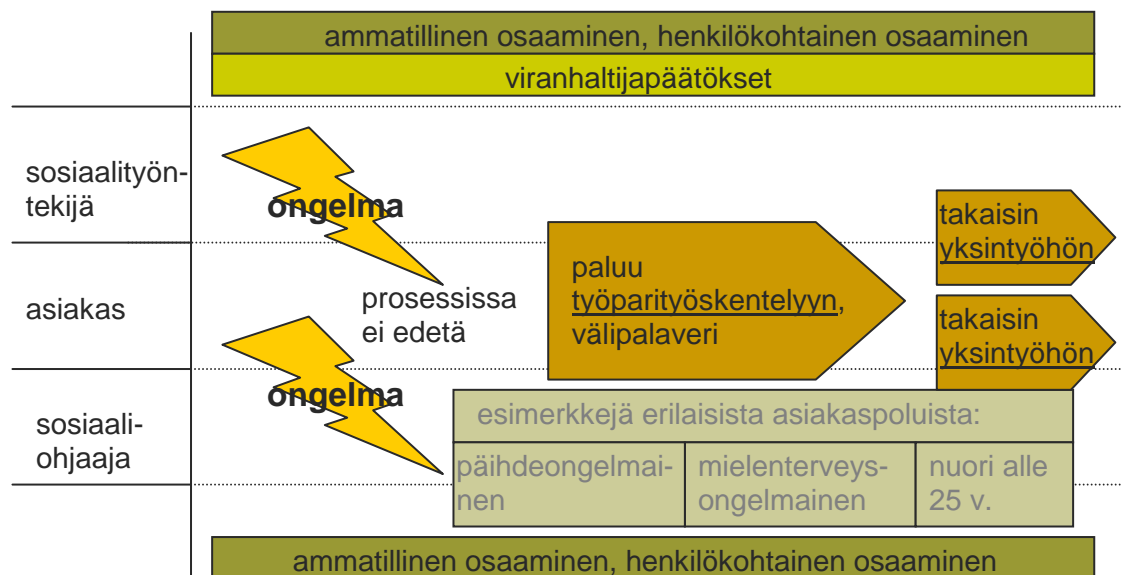 ammatillinen osaaminen, henkilökohtainen osaaminen
viranhaltijapäätökset
sosiaalityön-
tekijä
ongelma
takaisin
yksintyöhön
asiakas
prosessissa
ei edetä
paluu
työparityöskentelyyn,
välipalaveri
takaisin
yksintyöhön
sosiaali-
ohjaaja
ongelma
esimerkkejä erilaisista asiakaspoluista:
päihdeongelmai-
nen
mielenterveys-
ongelmainen
nuori alle
25 v.
ammatillinen osaaminen, henkilökohtainen osaaminen